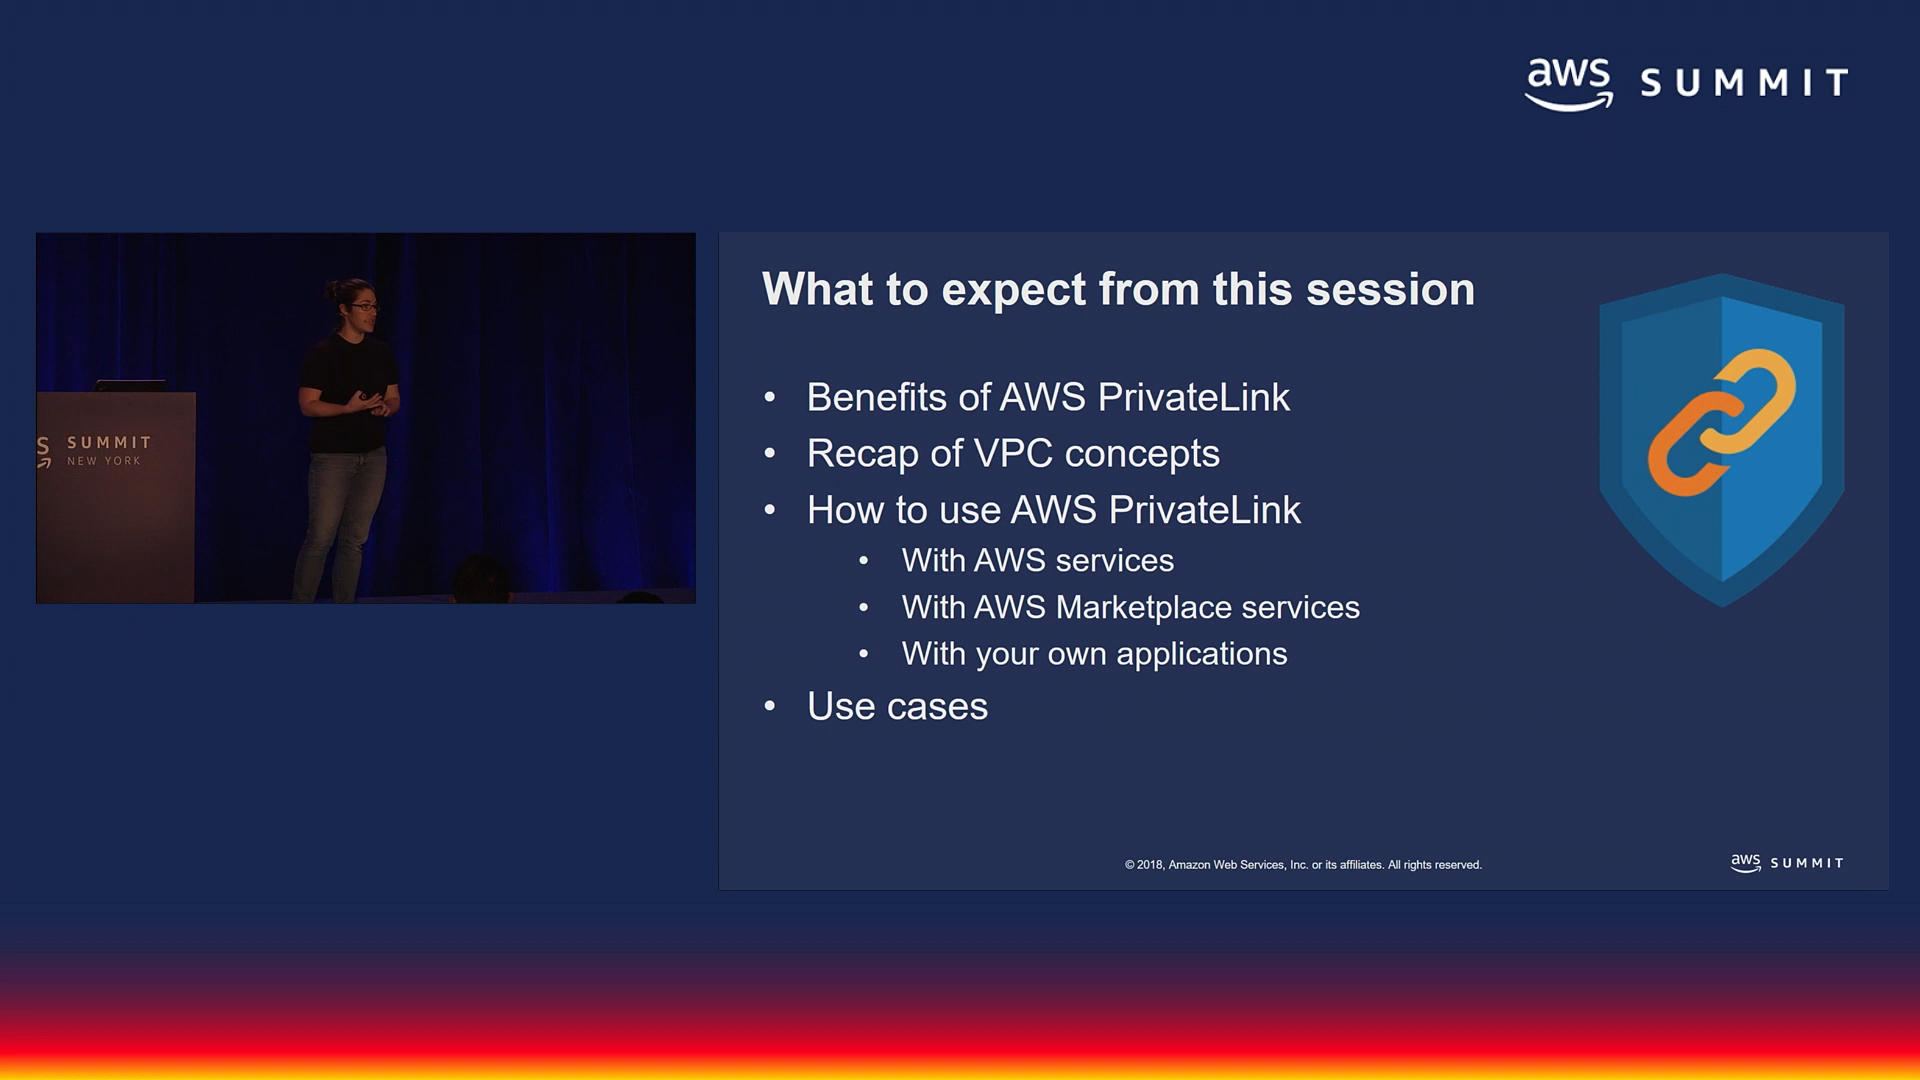 aws SUMMIT
S SUMMIT
NEW YORK
What to expect from this session
• Benefits of AWS PrivateLink
• Recap of VPC concepts
• How to use AWS PrivateLink
• With AWS services
• With AWS Marketplace services
• With your own applications
• Use cases
© 2018, Amazon Web Services, Inc. or its affiliates. All rights reserved.
aws SUMMIT